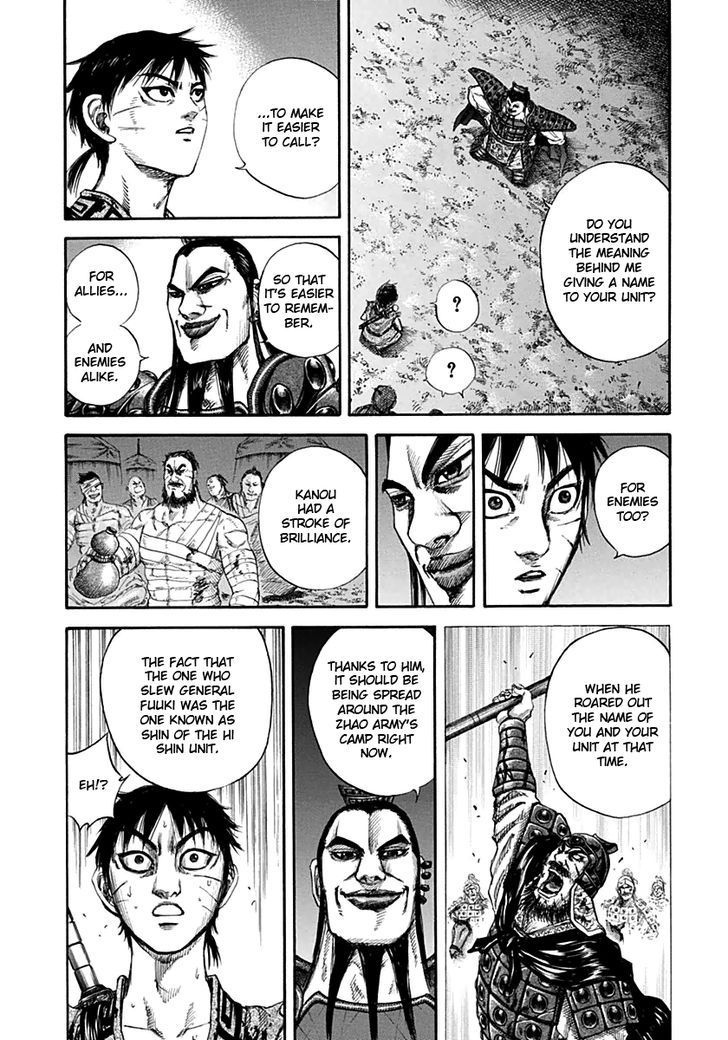 DO YOU
UNDERSTAND
THE MEANING
BEHIND ME
GIVING A NAME
TO YOUR UNIT?
?
?
...TO MAKE
IT EASIER
TO CALL?
SO THAT
IT'S EASIER
TO REMEM-
BER.
FOR
ALLIES...
AND
ENEMIES
ALIKE.
FOR
ENEMIES
TOO?
KANOU
HAD A
STROKE OF
BRILLIANCE.
WHEN HE
ROARED OUT
THE NAME OF
YOU AND YOUR
UNIT AT THAT
TIME.
THANKS TO HIM,
IT SHOULD BE
BEING SPREAD
AROUND THE
ZHAO ARMY'S
CAMP RIGHT
NOW.
THE FACT THAT
THE ONE WHO
SLEW GENERAL
FUUKI WAS THE
ONE KNOWN AS
SHIN OF THE HI
SHIN UNIT.
EH!?